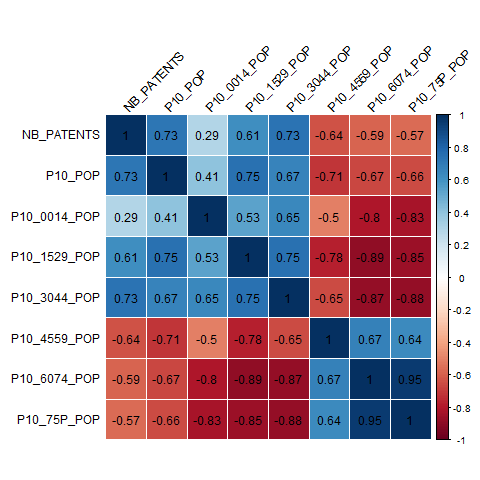 NB_PATENTS P10_POP P10_0014_POP P10_1529_POP P10_3044_POP P10_4559_POP P10_6074_POP P10_75P_POP
NB_PATENTS 1 0.73 0.29 0.61 0.73 -0.64 -0.59 -0.57
P10_POP 0.73 1 0.41 0.75 0.67 -0.71 -0.67 -0.66
P10_0014_POP 0.29 0.41 1 0.53 0.65 -0.5 -0.8 -0.83
P10_1529_POP 0.61 0.75 0.53 1 0.75 -0.78 -0.89 -0.85
P10_3044_POP 0.73 0.67 0.65 0.75 1 -0.65 -0.87 -0.88
P10_4559_POP -0.64 -0.71 -0.5 -0.78 -0.65 1 0.67 0.64
P10_6074_POP -0.59 -0.67 -0.8 -0.89 -0.87 0.67 1 0.95
P10_75P_POP -0.57 -0.66 -0.83 -0.85 -0.88 0.64 0.95 1
1
0.8
0.6
0.4
0.2
0
-0.2
-0.4
-0.6
-0.8
-1